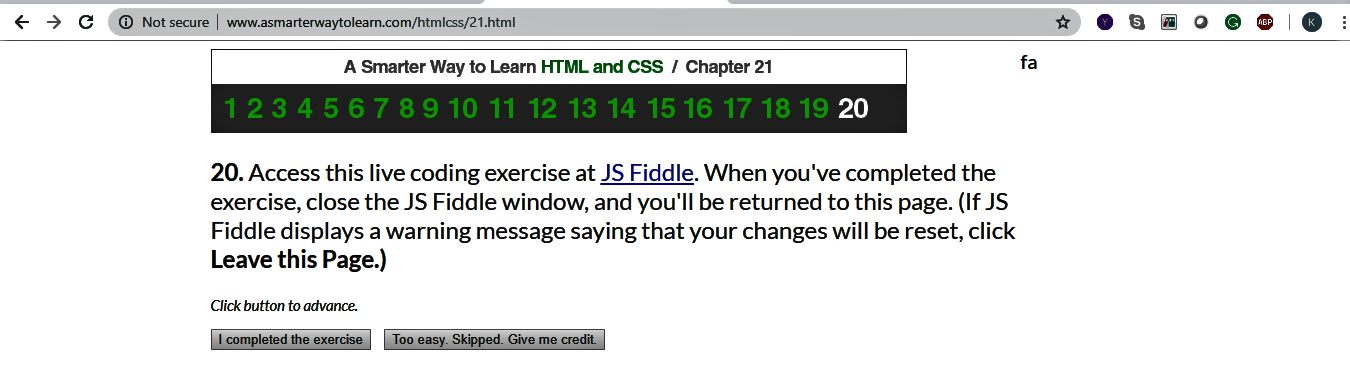 Not secure | www.asmarterwaytolearn.com/htmlcss/21.html
Y S G ABP K
A Smarter Way to Learn HTML and CSS / Chapter 21
fa
1 2 3 4 5 6 7 8 9 10 11 12 13 14 15 16 17 18 19 20
20. Access this live coding exercise at JS Fiddle. When you've completed the
exercise, close the JS Fiddle window, and you'll be returned to this page. (If JS
Fiddle displays a warning message saying that your changes will be reset, click
Leave this Page.)
Click button to advance.
I completed the exercise Too easy. Skipped. Give me credit.